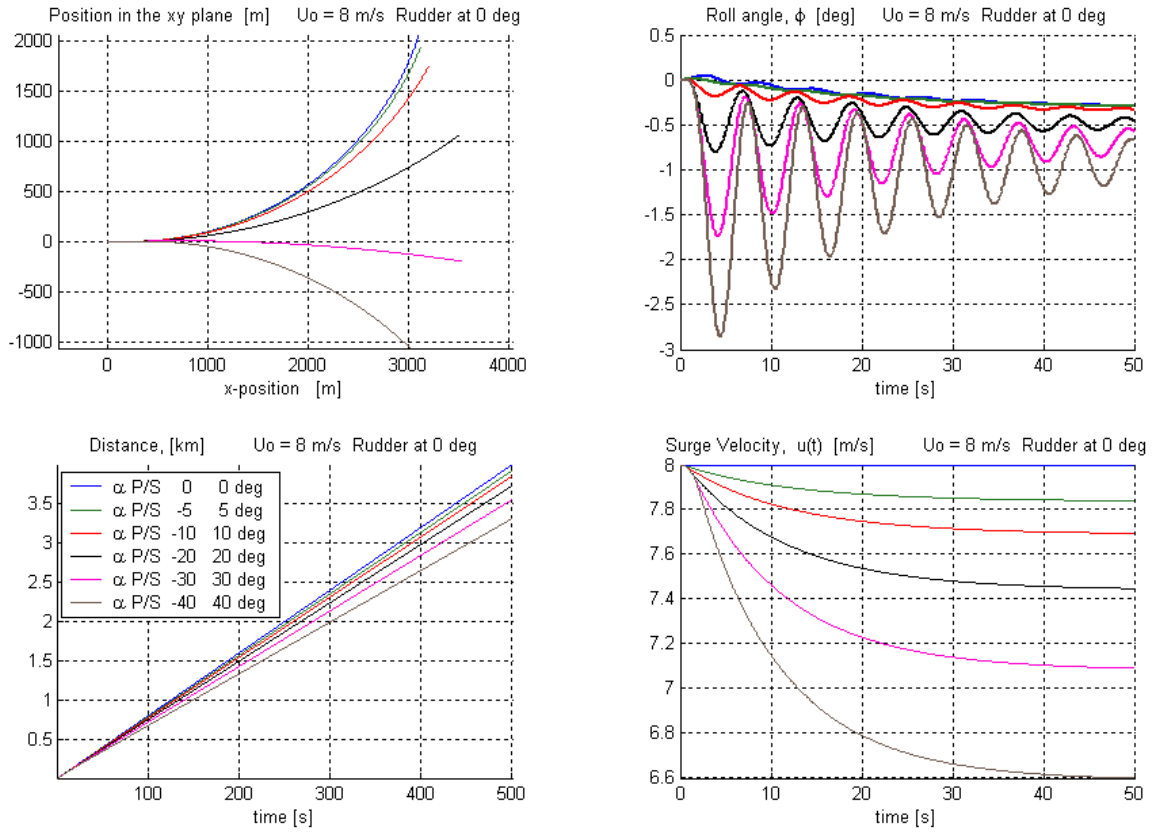 Position in the xy plane [m] Uo = 8 m/s Rudder at 0 deg
2000
1500
1000
500
0
-500
-1000
0 1000 2000 3000 4000
x-position [m]
Roll angle, ϕ [deg] Uo = 8 m/s Rudder at 0 deg
0.5
0
-0.5
-1
-1.5
-2
-2.5
-3
0 10 20 30 40 50
time [s]
Distance, [km] Uo = 8 m/s Rudder at 0 deg
3.5
3
2.5
2
1.5
1
0.5
α P/S 0 0 deg
α P/S -5 5 deg
α P/S -10 10 deg
α P/S -20 20 deg
α P/S -30 30 deg
α P/S -40 40 deg
100 200 300 400 500
time [s]
Surge Velocity, u(t) [m/s] Uo = 8 m/s Rudder at 0 deg
8
7.8
7.6
7.4
7.2
7
6.8
6.6
0 10 20 30 40 50
time [s]